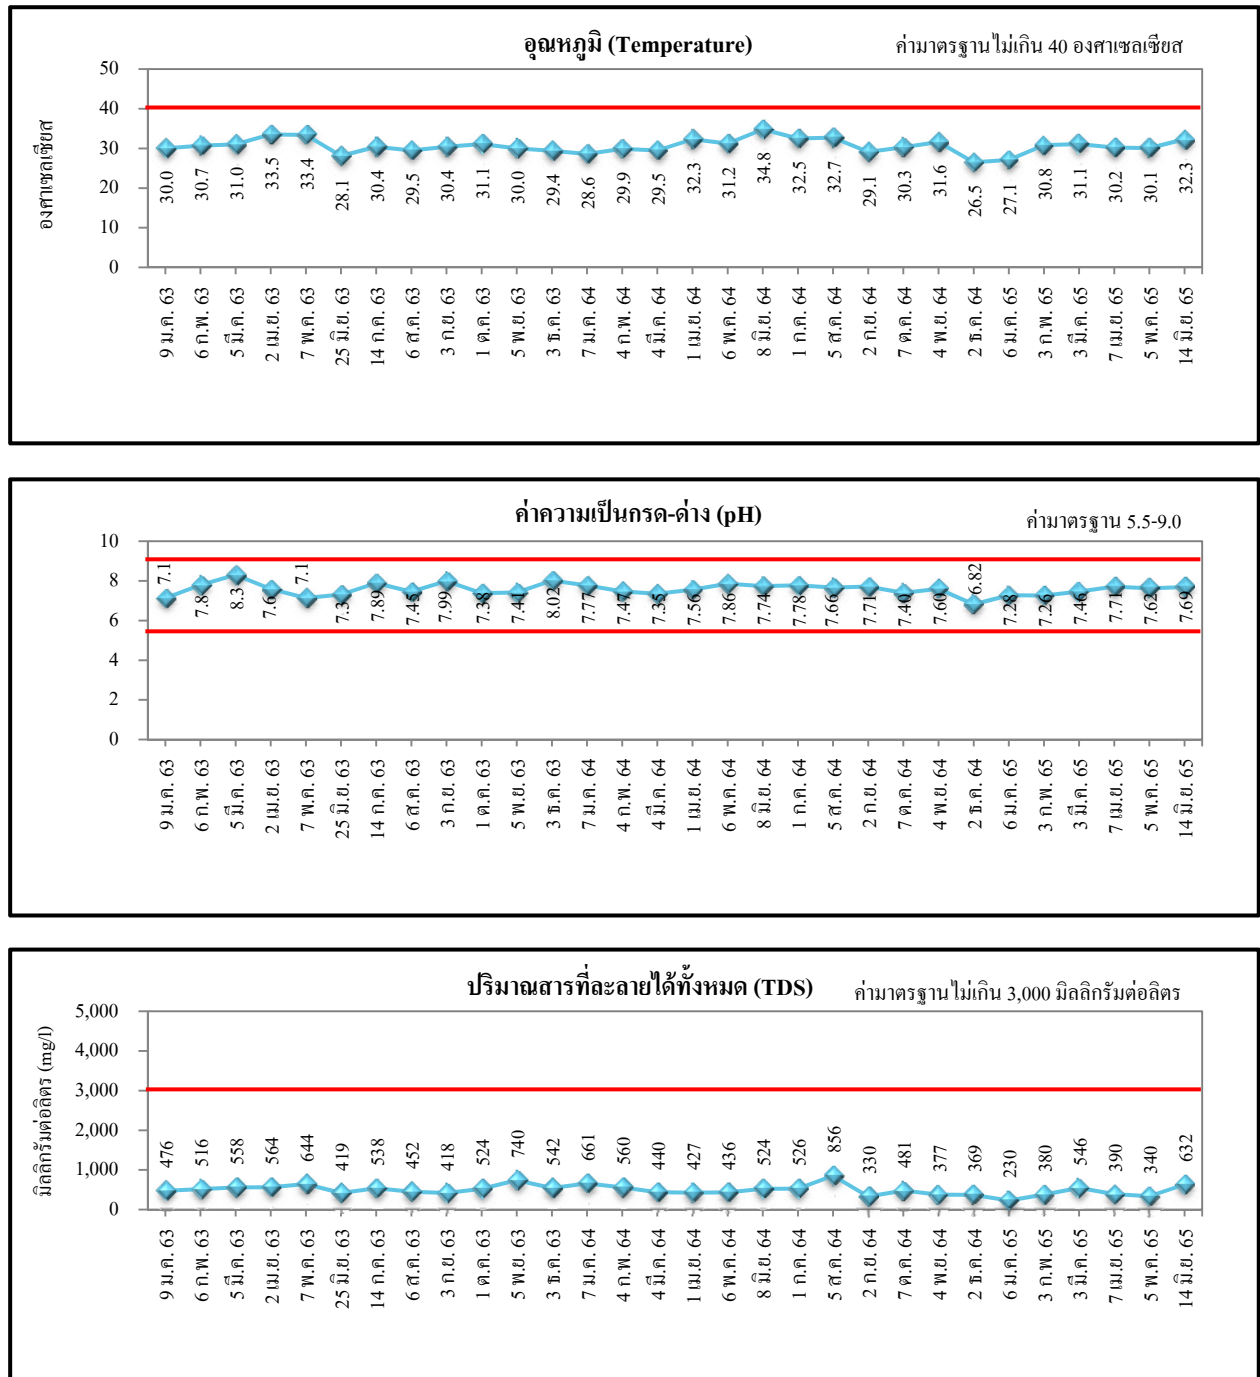 อุณหภูมิ (Temperature)
ค่ามาตรฐานไม่เกิน 40 องศาเซลเซียส
องศาเซลเซียส
50
40
30
20
10
0
30.0 30.7 31.0 33.5 33.4 28.1 30.4 29.5 30.4 31.1 30.0 29.4 28.6 29.9 29.5 32.3 31.2 34.8 32.5 32.7 29.1 30.3 31.6 26.5 27.1 30.8 31.1 30.2 30.1 32.3
9 ม.ค. 63 6 ก.พ. 63 5 มี.ค. 63 2 เม.ย. 63 7 พ.ค. 63 25 มิ.ย. 63 14 ก.ค. 63 6 ส.ค. 63 3 ก.ย. 63 1 ต.ค. 63 5 พ.ย. 63 3 ธ.ค. 63 7 ม.ค. 64 4 ก.พ. 64 4 มี.ค. 64 1 เม.ย. 64 6 พ.ค. 64 8 มิ.ย. 64 1 ก.ค. 64 5 ส.ค. 64 2 ก.ย. 64 7 ต.ค. 64 4 พ.ย. 64 2 ธ.ค. 64 6 ม.ค. 65 3 ก.พ. 65 3 มี.ค. 65 7 เม.ย. 65 5 พ.ค. 65 14 มิ.ย. 65
ค่าความเป็นกรด-ด่าง (pH)
ค่ามาตรฐาน 5.5-9.0
10
8
6
4
2
0
7.1 7.8 8.3 7.6 7.1 7.3 7.89 7.45 7.99 7.38 7.41 8.02 7.77 7.47 7.35 7.56 7.86 7.74 7.78 7.66 7.71 7.40 7.60 6.82 7.28 7.26 7.46 7.71 7.62 7.69
9 ม.ค. 63 6 ก.พ. 63 5 มี.ค. 63 2 เม.ย. 63 7 พ.ค. 63 25 มิ.ย. 63 14 ก.ค. 63 6 ส.ค. 63 3 ก.ย. 63 1 ต.ค. 63 5 พ.ย. 63 3 ธ.ค. 63 7 ม.ค. 64 4 ก.พ. 64 4 มี.ค. 64 1 เม.ย. 64 6 พ.ค. 64 8 มิ.ย. 64 1 ก.ค. 64 5 ส.ค. 64 2 ก.ย. 64 7 ต.ค. 64 4 พ.ย. 64 2 ธ.ค. 64 6 ม.ค. 65 3 ก.พ. 65 3 มี.ค. 65 7 เม.ย. 65 5 พ.ค. 65 14 มิ.ย. 65
ปริมาณสารที่ละลายได้ทั้งหมด (TDS)
ค่ามาตรฐานไม่เกิน 3,000 มิลลิกรัมต่อลิตร
มิลลิกรัมต่อลิตร (mg/l)
5,000
4,000
3,000
2,000
1,000
0
476 516 558 564 644 419 538 452 418 524 740 542 661 560 440 427 436 524 526 856 330 481 377 369 230 380 546 390 340 632
9 ม.ค. 63 6 ก.พ. 63 5 มี.ค. 63 2 เม.ย. 63 7 พ.ค. 63 25 มิ.ย. 63 14 ก.ค. 63 6 ส.ค. 63 3 ก.ย. 63 1 ต.ค. 63 5 พ.ย. 63 3 ธ.ค. 63 7 ม.ค. 64 4 ก.พ. 64 4 มี.ค. 64 1 เม.ย. 64 6 พ.ค. 64 8 มิ.ย. 64 1 ก.ค. 64 5 ส.ค. 64 2 ก.ย. 64 7 ต.ค. 64 4 พ.ย. 64 2 ธ.ค. 64 6 ม.ค. 65 3 ก.พ. 65 3 มี.ค. 65 7 เม.ย. 65 5 พ.ค. 65 14 มิ.ย. 65